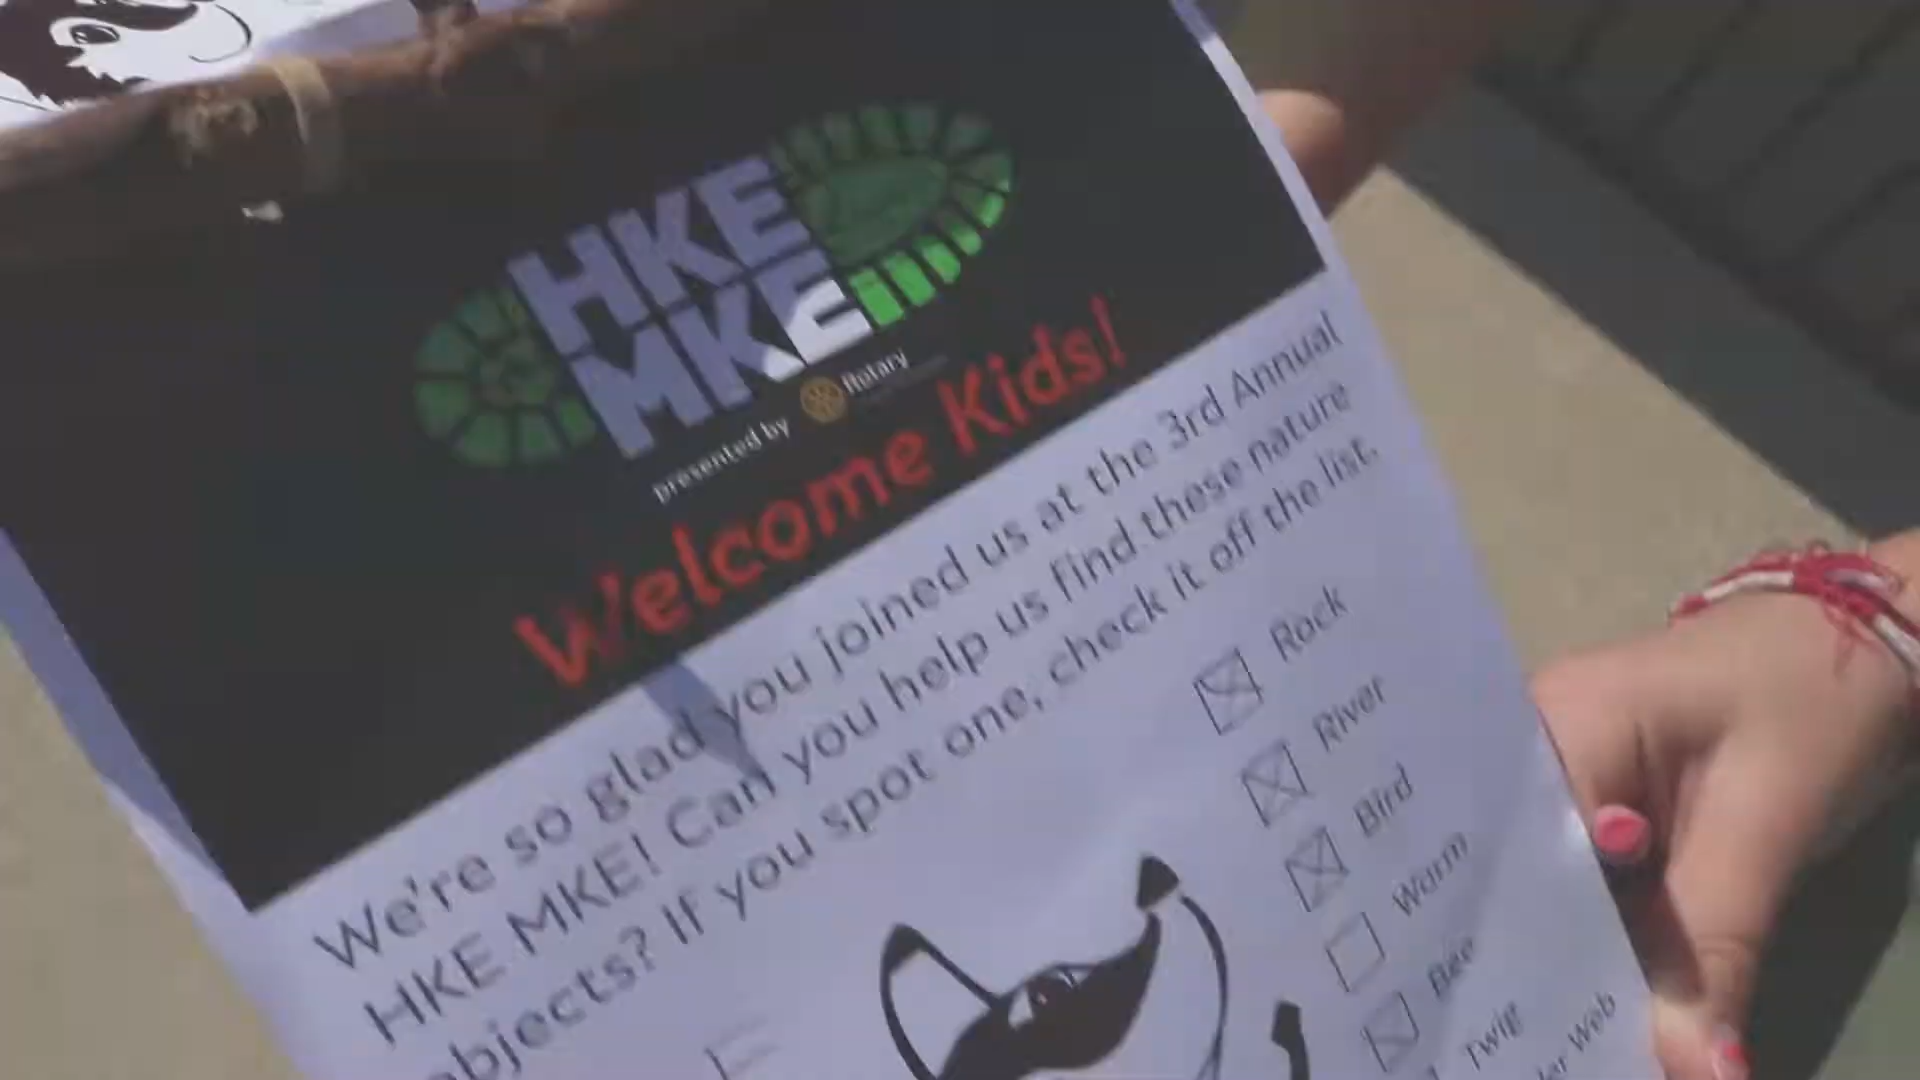 HKE
MKE
presented by Rotary
Welcome Kids!
We're so glad you joined us at the 3rd Annual
HKE MKE! Can you help us find these nature
objects? If you spot one, check it off the list.
Rock
River
Bird
Worm
Bee
Twig
Web